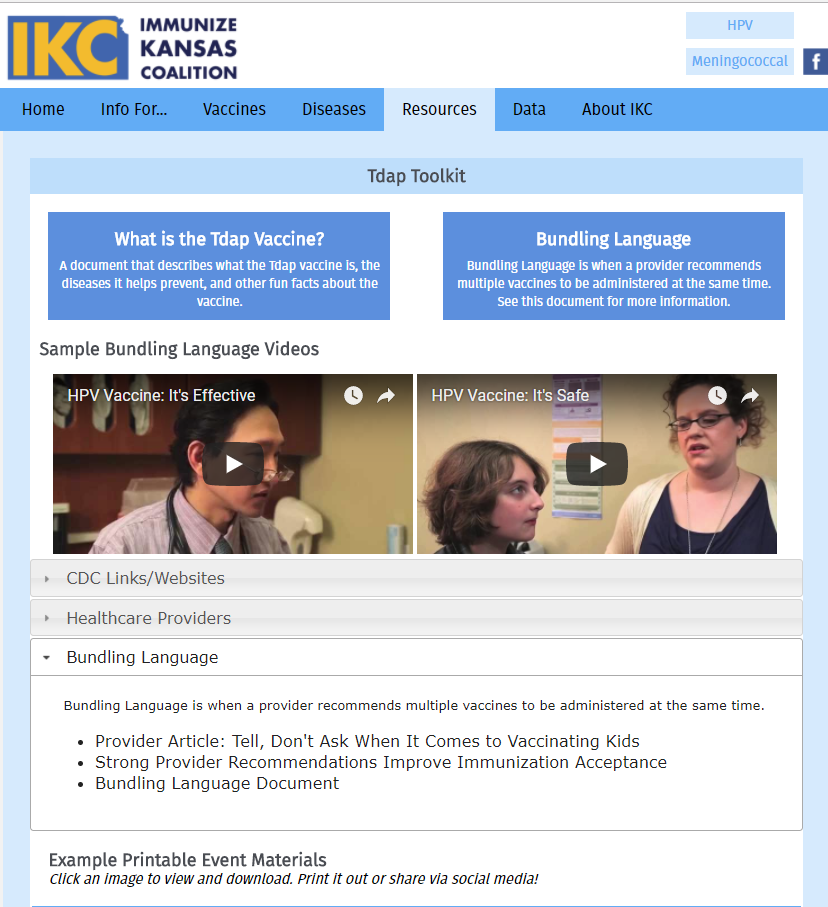 IKC
IMMUNIZE
KANSAS
COALITION
HPV
Meningococcal
f
Home Info For... Vaccines Diseases Resources Data About IKC
Tdap Toolkit
What is the Tdap Vaccine?
A document that describes what the Tdap vaccine is, the
diseases it helps prevent, and other fun facts about the
vaccine.
Bundling Language
Bundling Language is when a provider recommends
multiple vaccines to be administered at the same time.
See this document for more information.
Sample Bundling Language Videos
HPV Vaccine: It's Effective
HPV Vaccine: It's Safe
CDC Links/Websites
Healthcare Providers
Bundling Language
Bundling Language is when a provider recommends multiple vaccines to be administered at the same time.
• Provider Article: Tell, Don't Ask When It Comes to Vaccinating Kids
• Strong Provider Recommendations Improve Immunization Acceptance
• Bundling Language Document
Example Printable Event Materials
Click an image to view and download. Print it out or share via social media!